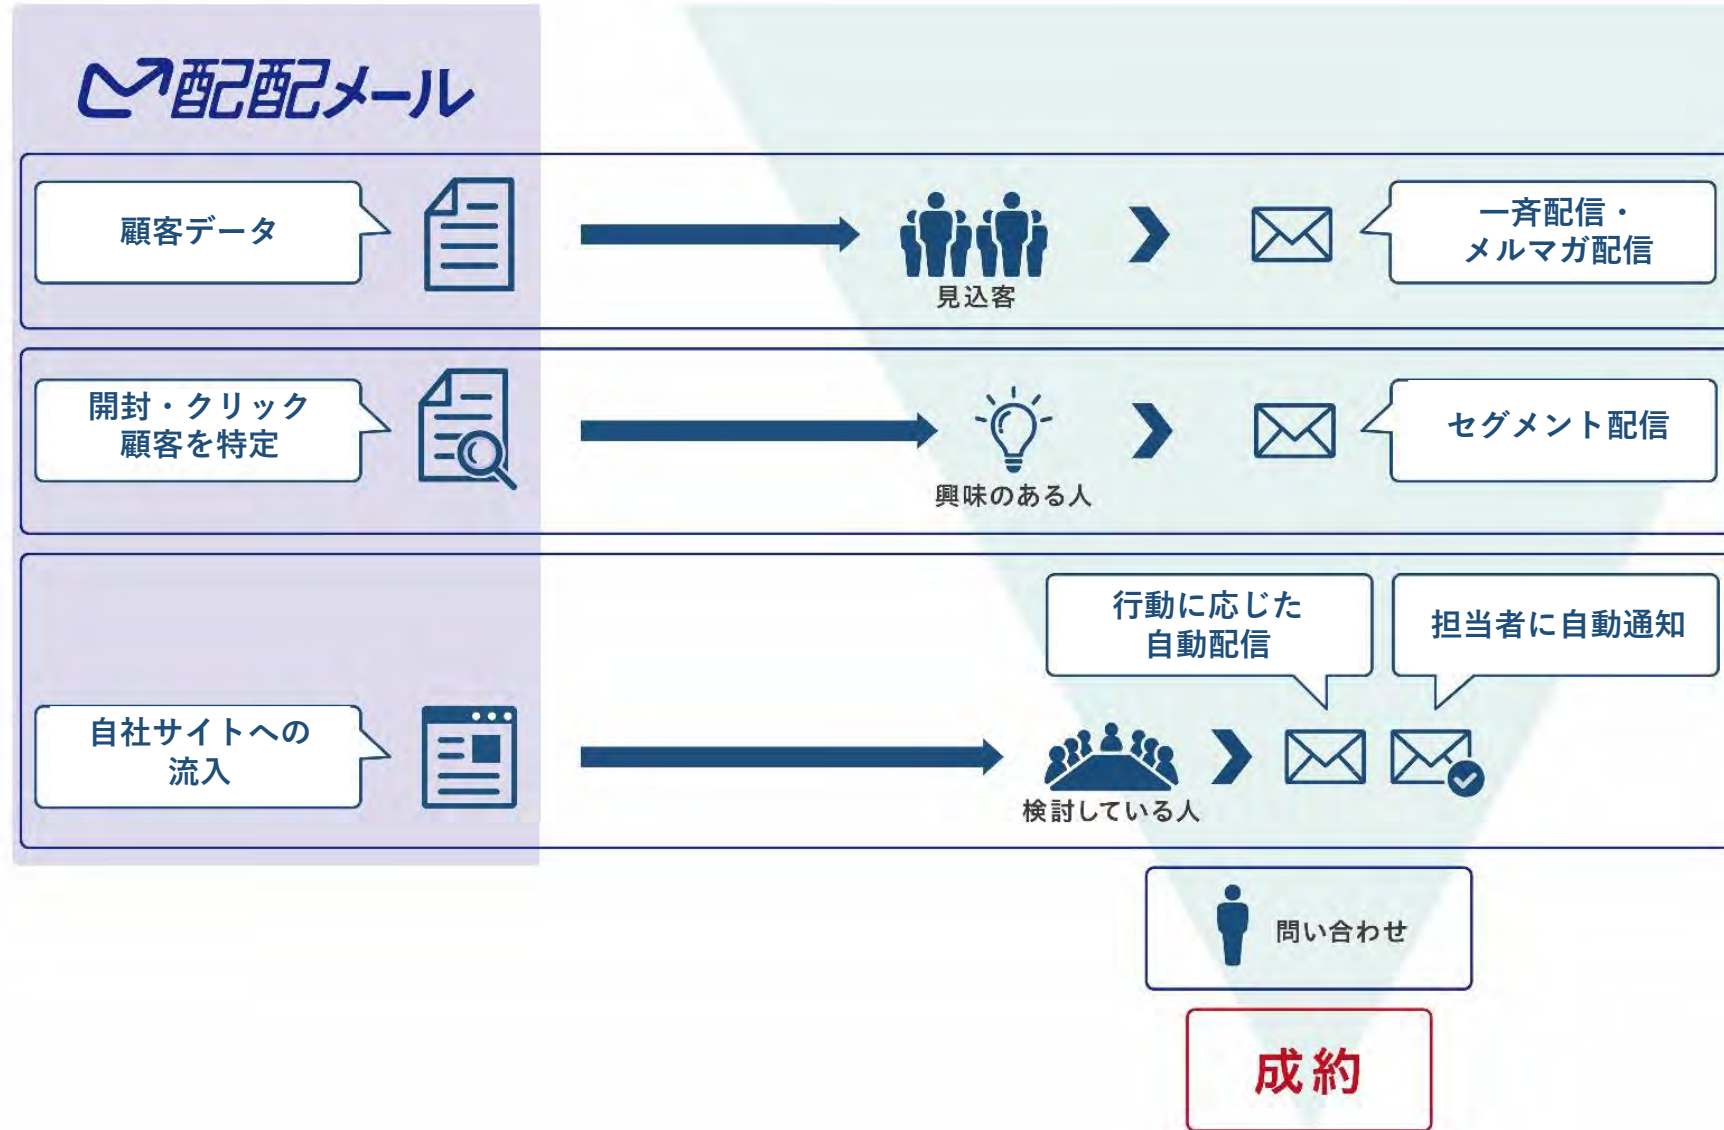 配配メール
顧客データ
見込客
一斉配信・
メルマガ配信
開封・クリック
顧客を特定
興味のある人
セグメント配信
行動に応じた
自動配信
担当者に自動通知
自社サイトへの
流入
検討している人
問い合わせ
成約